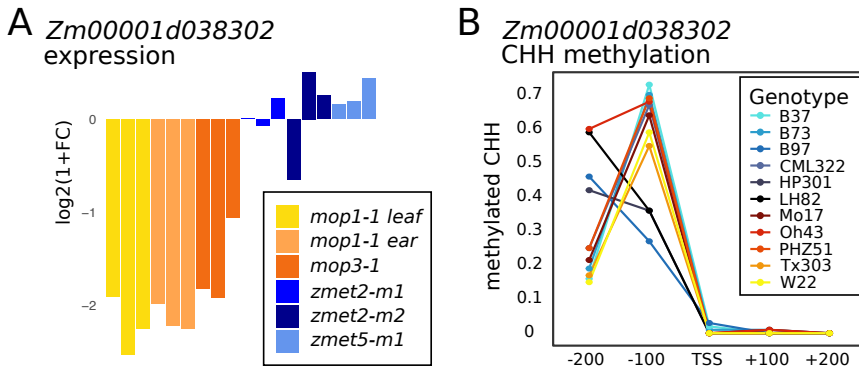 A
Zm00001d038302
expression
log2(1+FC)
0
−1
−2
mop1-1 leaf
mop1-1 ear
mop3-1
zmet2-m1
zmet2-m2
zmet5-m1
B
Zm00001d038302
CHH methylation
methylated CHH
0.7
0.6
0.5
0.4
0.3
0.2
0.1
0
-200
-100
TSS
+100
+200
Genotype
B37
B73
B97
CML322
HP301
LH82
Mo17
Oh43
PHZ51
Tx303
W22